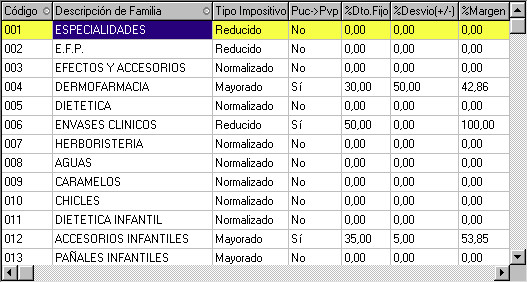 Código Descripción de Familia Tipo Impositivo Puc->Pvp %Dto.Fijo %Desvio(+/-) %Margen
001 ESPECIALIDADES Reducido No 0,00 0,00 0,00
002 E.F.P. Reducido No 0,00 0,00 0,00
003 EFECTOS Y ACCESORIOS Normalizado No 0,00 0,00 0,00
004 DERMOFARMACIA Mayorado Sí 30,00 50,00 42,86
005 DIETETICA Normalizado No 0,00 0,00 0,00
006 ENVASES CLINICOS Reducido Sí 50,00 0,00 100,00
007 HERBORISTERIA Normalizado No 0,00 0,00 0,00
008 AGUAS Normalizado No 0,00 0,00 0,00
009 CARAMELOS Normalizado No 0,00 0,00 0,00
010 CHICLES Normalizado No 0,00 0,00 0,00
011 DIETETICA INFANTIL Normalizado No 0,00 0,00 0,00
012 ACCESORIOS INFANTILES Mayorado Sí 35,00 5,00 53,85
013 PAÑALES INFANTILES Mayorado No 0,00 0,00 0,00